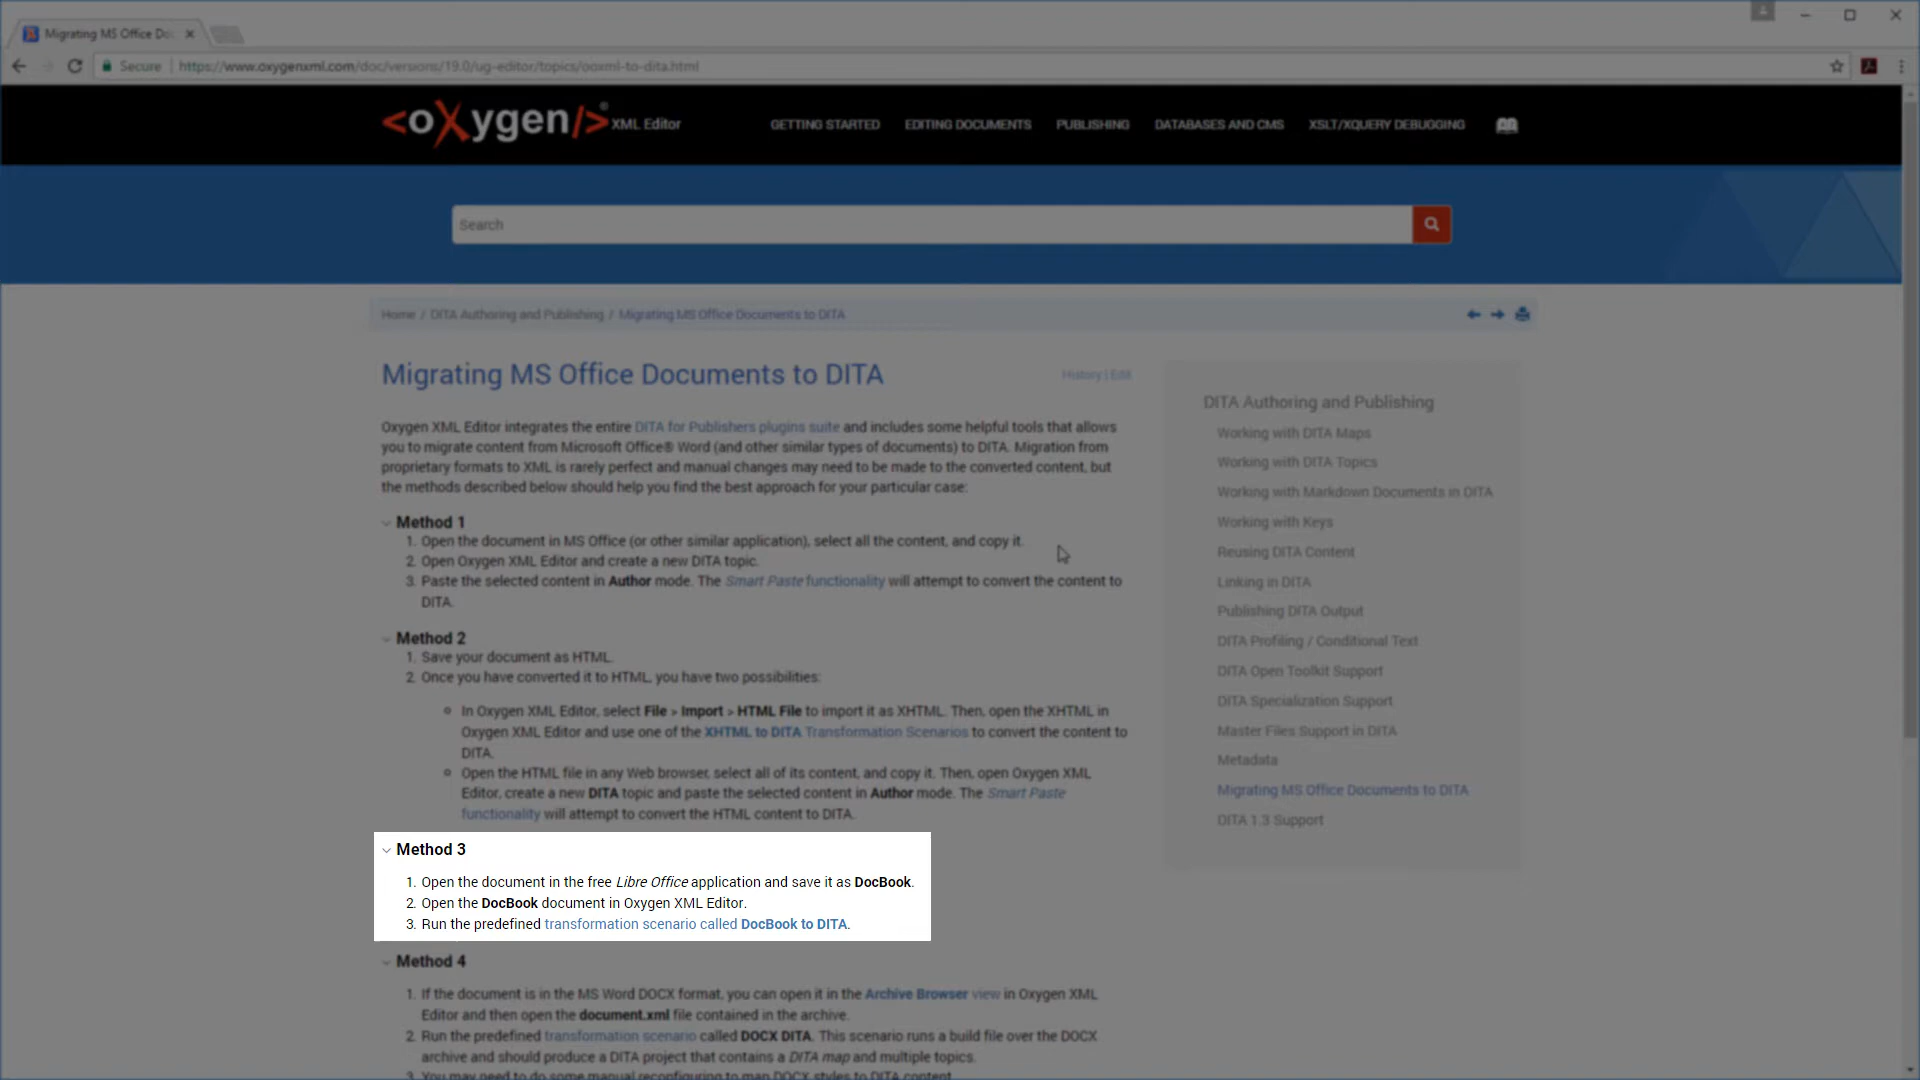 Migrating MS Office Do
Secure https://www.oxygenxml.com/doc/versions/19.0/ug-editor/topics/ooxml-to-dita.html
<oXygen/>® XML Editor
GETTING STARTED EDITING DOCUMENTS PUBLISHING DATABASES AND CMS XSLT/XQUERY DEBUGGING
Search
Home / DITA Authoring and Publishing / Migrating MS Office Documents to DITA
Migrating MS Office Documents to DITA
History | Edit
Oxygen XML Editor integrates the entire DITA for Publishers plugins suite and includes some helpful tools that allows
you to migrate content from Microsoft Office® Word (and other similar types of documents) to DITA. Migration from
proprietary formats to XML is rarely perfect and manual changes may need to be made to the converted content, but
the methods described below should help you find the best approach for your particular case:
Method 1
1. Open the document in MS Office (or other similar application), select all the content, and copy it.
2. Open Oxygen XML Editor and create a new DITA topic.
3. Paste the selected content in Author mode. The Smart Paste functionality will attempt to convert the content to
DITA.
Method 2
1. Save your document as HTML.
2. Once you have converted it to HTML, you have two possibilities:
In Oxygen XML Editor, select File > Import > HTML File to import it as XHTML. Then, open the XHTML in
Oxygen XML Editor and use one of the XHTML to DITA Transformation Scenarios to convert the content to
DITA.
Open the HTML file in any Web browser, select all of its content, and copy it. Then, open Oxygen XML
Editor, create a new DITA topic and paste the selected content in Author mode. The Smart Paste
functionality will attempt to convert the HTML content to DITA.
Method 3
1. Open the document in the free Libre Office application and save it as DocBook.
2. Open the DocBook document in Oxygen XML Editor.
3. Run the predefined transformation scenario called DocBook to DITA.
Method 4
1. If the document is in the MS Word DOCX format, you can open it in the Archive Browser view in Oxygen XML
Editor and then open the document.xml file contained in the archive.
2. Run the predefined transformation scenario called DOCX DITA. This scenario runs a build file over the DOCX
archive and should produce a DITA project that contains a DITA map and multiple topics.
3. You may need to do some manual reconfiguring to map DOCX styles to DITA content.
DITA Authoring and Publishing
Working with DITA Maps
Working with DITA Topics
Working with Markdown Documents in DITA
Working with Keys
Reusing DITA Content
Linking in DITA
Publishing DITA Output
DITA Profiling / Conditional Text
DITA Open Toolkit Support
DITA Specialization Support
Master Files Support in DITA
Metadata
Migrating MS Office Documents to DITA
DITA 1.3 Support